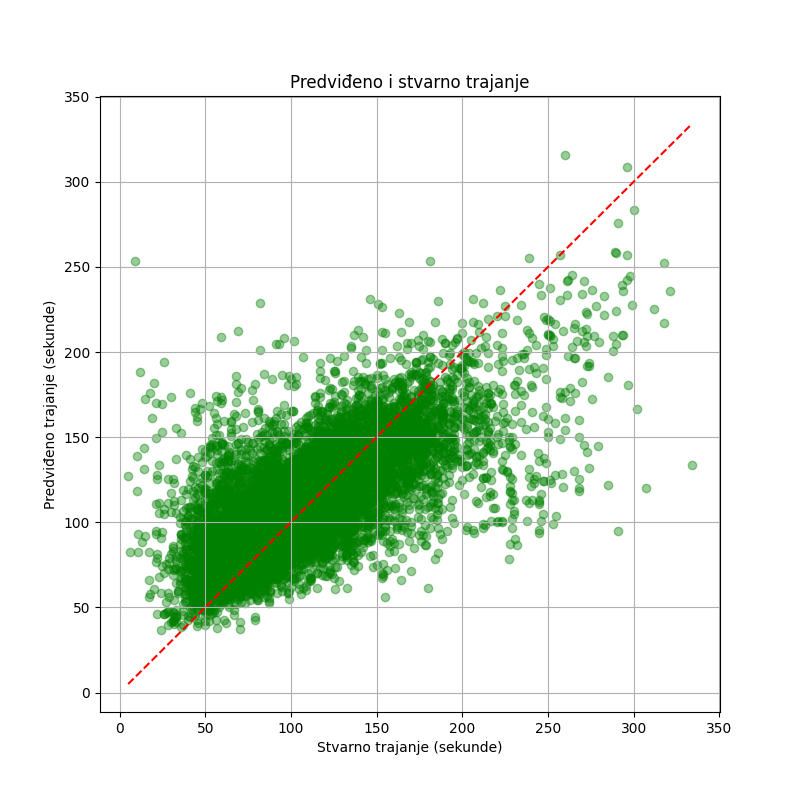 Predviđeno i stvarno trajanje
350
300
250
200
150
100
50
0
Predviđeno trajanje (sekunde)
0 50 100 150 200 250 300 350
Stvarno trajanje (sekunde)